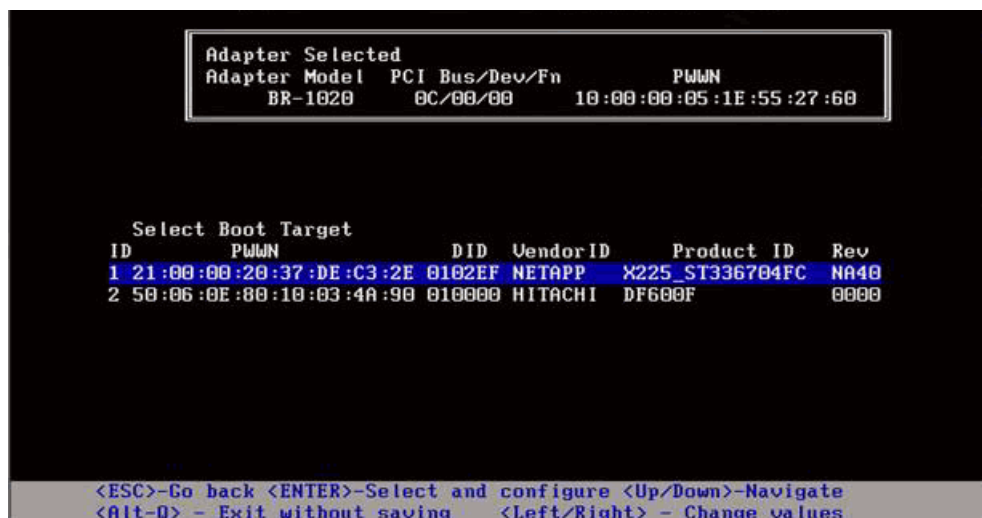 Adapter Selected
Adapter Model PCI Bus/Dev/Fn PWWN
BR-1020 0C/00/00 10:00:00:05:1E:55:27:60
Select Boot Target
ID PWWN DID VendorID Product ID Rev
1 21:00:00:20:37:DE:C3:2E 0102EF NETAPP X225_ST336704FC NA40
2 50:06:0E:80:10:03:4A:90 010000 HITACHI DF600F 0000
<ESC>-Go back <ENTER>-Select and configure <Up/Down>-Navigate
<Alt-Q> - Exit without saving <Left/Right> - Change values